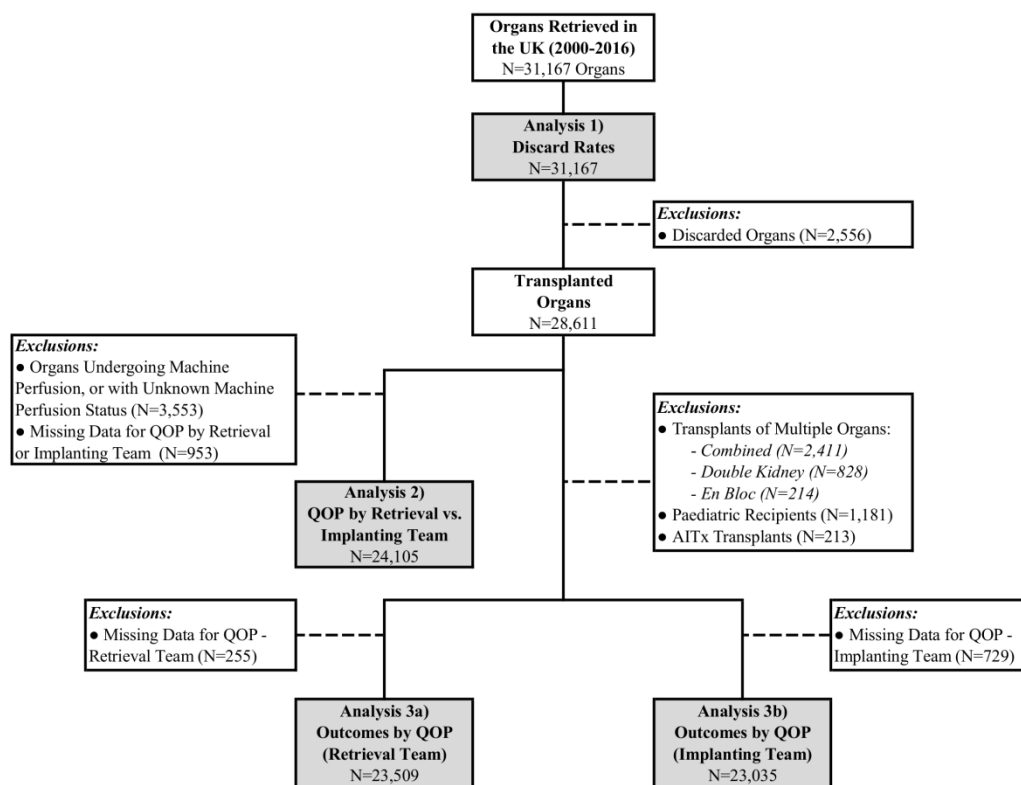 Organs Retrieved in
the UK (2000-2016)
N=31,167 Organs
Analysis 1)
Discard Rates
N=31,167
Exclusions:
● Discarded Organs (N=2,556)
Transplanted
Organs
N=28,611
Exclusions:
● Organs Undergoing Machine
Perfusion, or with Unknown Machine
Perfusion Status (N=3,553)
● Missing Data for QOP by Retrieval
or Implanting Team (N=953)
Exclusions:
● Transplants of Multiple Organs:
- Combined (N=2,411)
- Double Kidney (N=828)
- En Bloc (N=214)
● Paediatric Recipients (N=1,181)
● AITx Transplants (N=213)
Analysis 2)
QOP by Retrieval vs.
Implanting Team
N=24,105
Exclusions:
● Missing Data for QOP -
Retrieval Team (N=255)
Exclusions:
● Missing Data for QOP -
Implanting Team (N=729)
Analysis 3a)
Outcomes by QOP
(Retrieval Team)
N=23,509
Analysis 3b)
Outcomes by QOP
(Implanting Team)
N=23,035